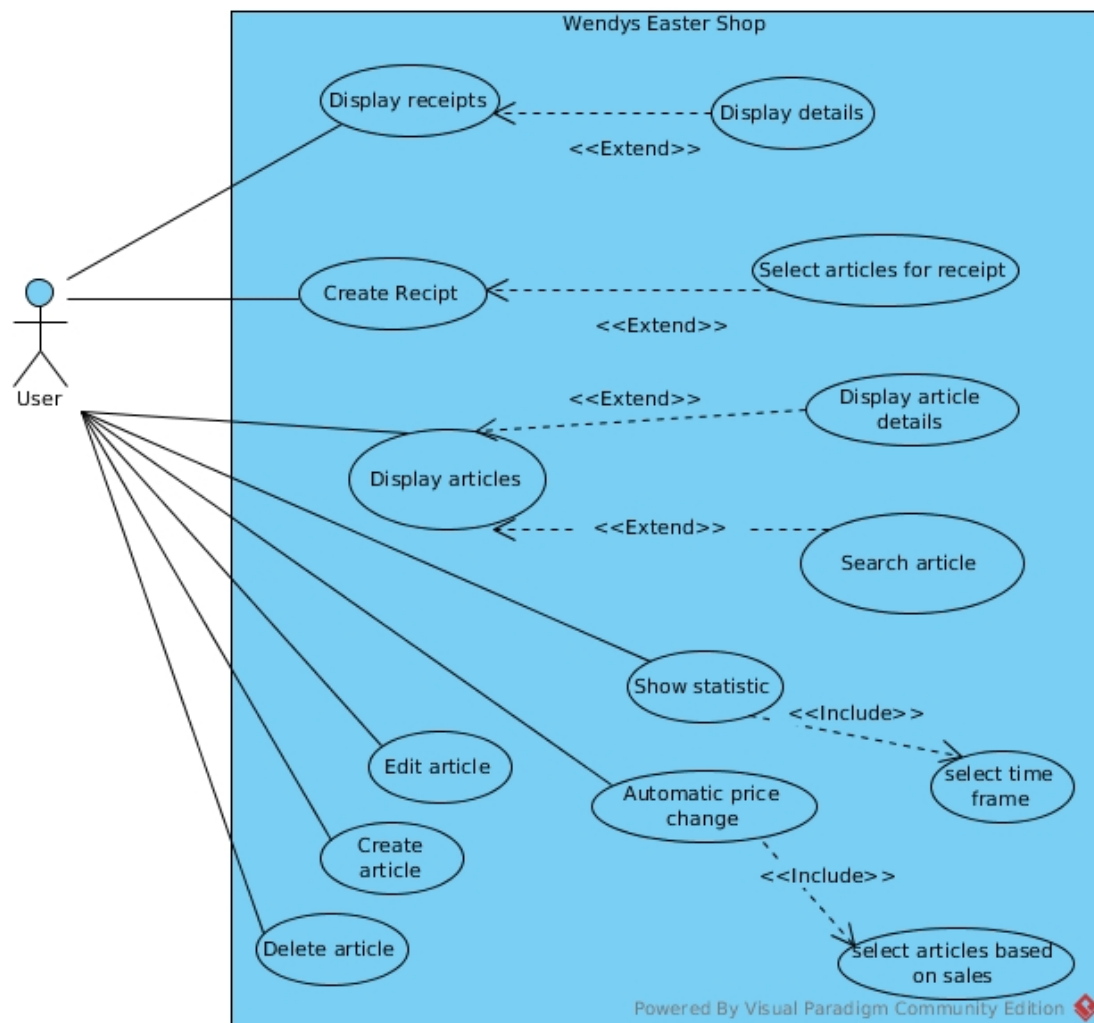 Wendys Easter Shop
Display receipts
Display details
<<Extend>>
Select articles for receipt
Create Recipt
<<Extend>>
User
<<Extend>>
Display article
details
Display articles
<<Extend>>
Search article
Show statistic
<<Include>>
select time
frame
Edit article
Automatic price
change
Create
article
<<Include>>
Delete article
select articles based
on sales
Powered By Visual Paradigm Community Edition